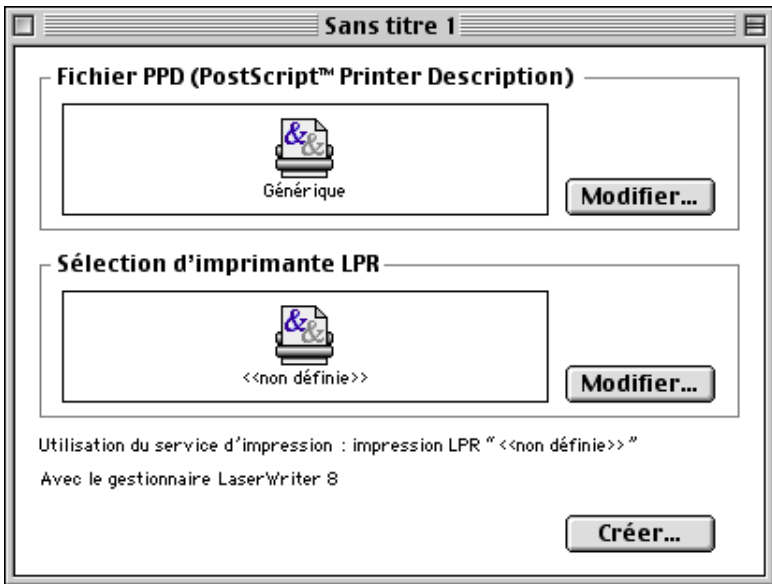 Sans titre 1
Fichier PPD (PostScript™ Printer Description)
Générique
Modifier...
Sélection d'imprimante LPR
<<non définie>>
Modifier...
Utilisation du service d'impression : impression LPR “ <<non définie>> ”
Avec le gestionnaire LaserWriter 8
Créer...